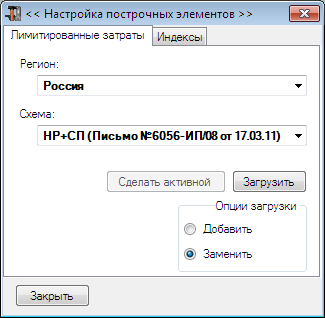 << Настройка построчных элементов >>
Лимитированные затраты Индексы
Регион:
Россия
Схема:
НР+СП (Письмо №6056-ИП/08 от 17.03.11)
Сделать активной Загрузить
Опции загрузки
Добавить
Заменить
Закрыть